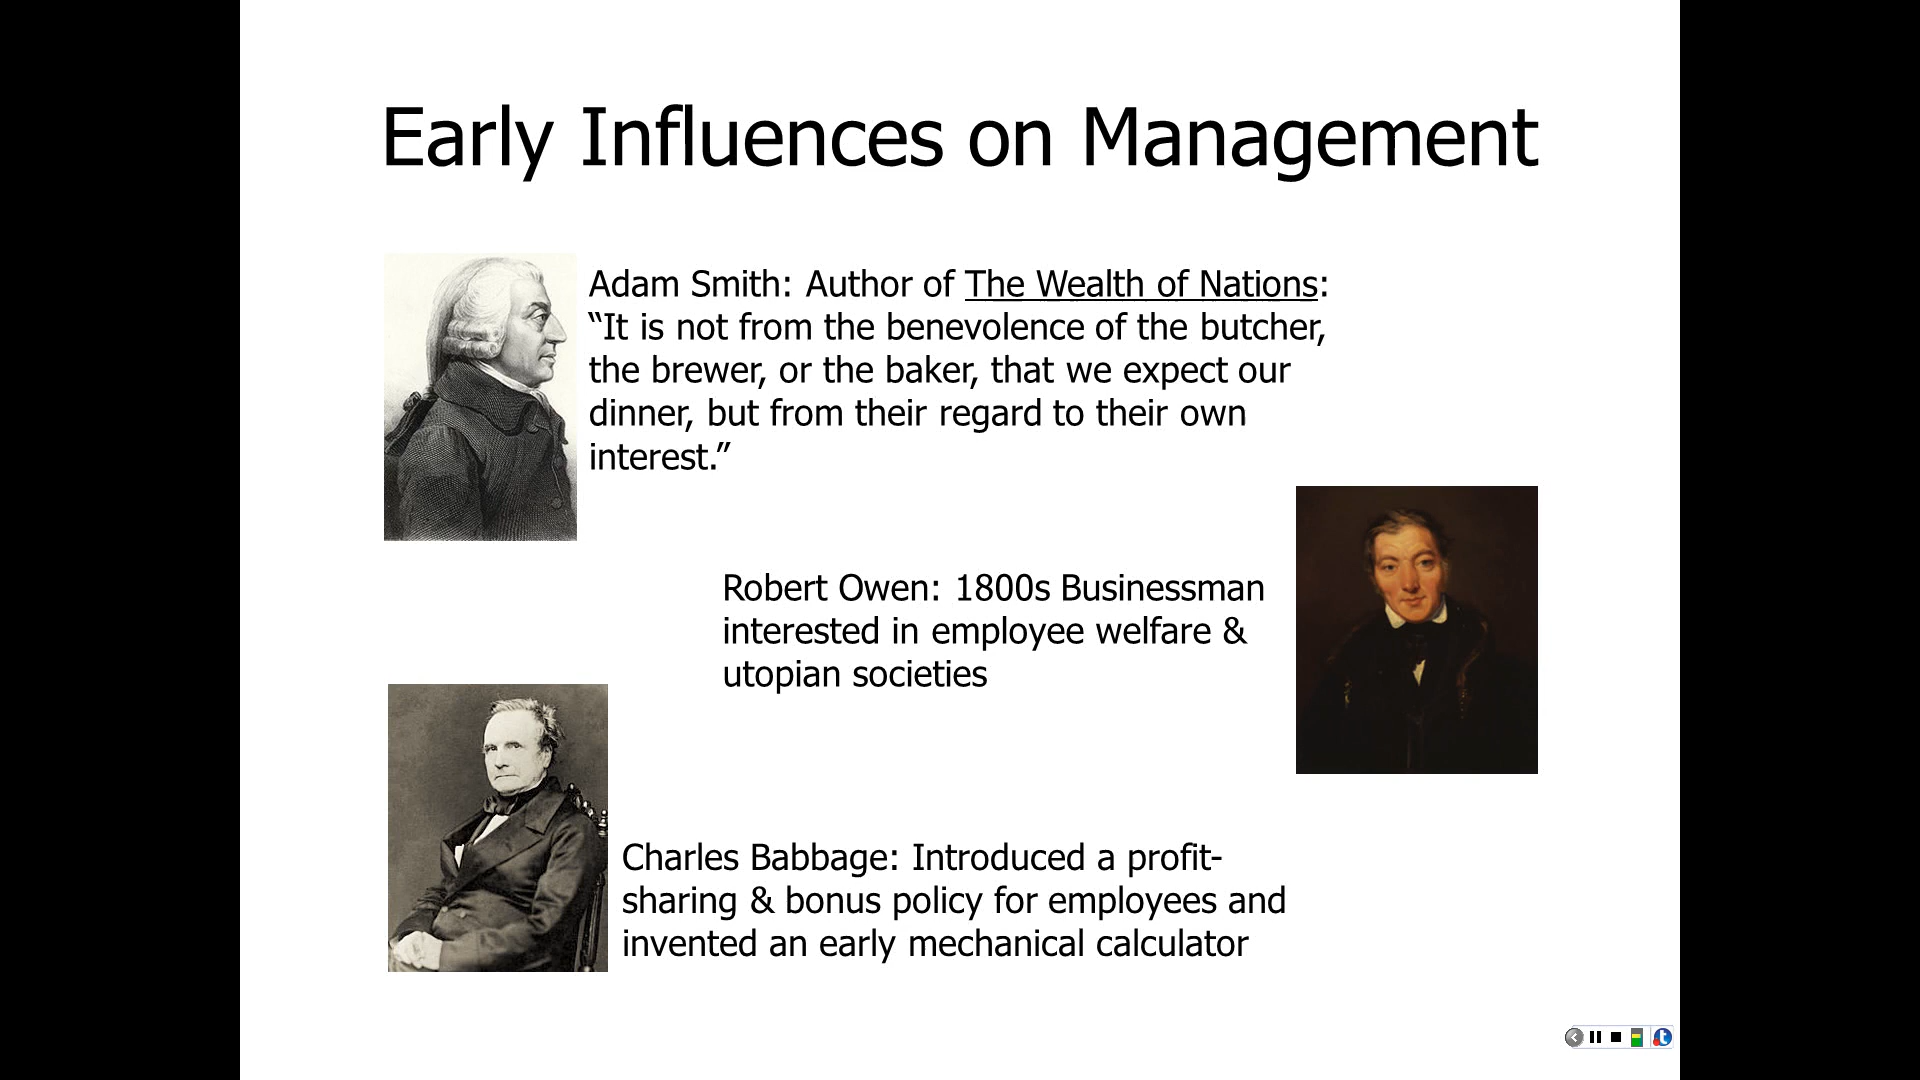 Early Influences on Management
Adam Smith: Author of The Wealth of Nations:
“It is not from the benevolence of the butcher,
the brewer, or the baker, that we expect our
dinner, but from their regard to their own
interest.”
Robert Owen: 1800s Businessman
interested in employee welfare &
utopian societies
Charles Babbage: Introduced a profit-
sharing & bonus policy for employees and
invented an early mechanical calculator
t